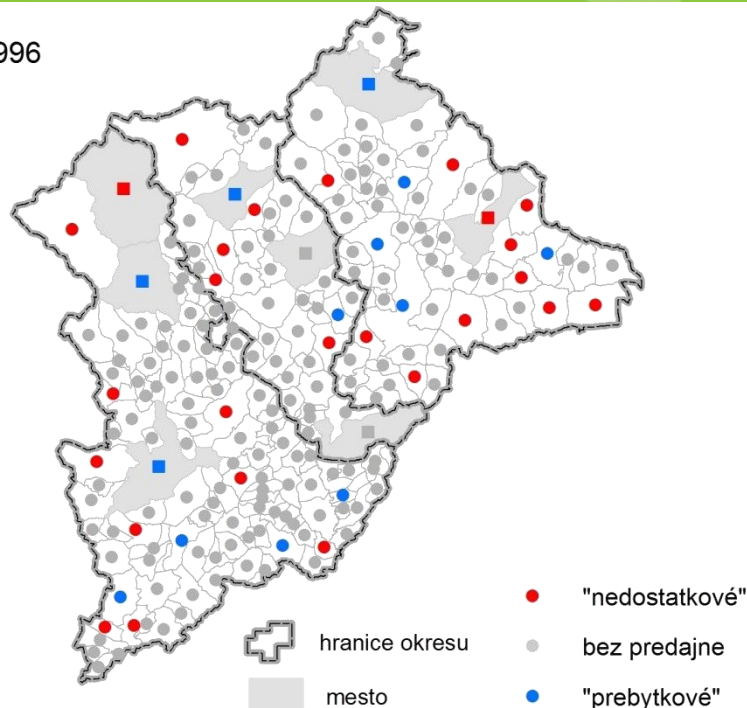 996
hranice okresu
mesto
"nedostatkové"
bez predajne
"prebytkové"